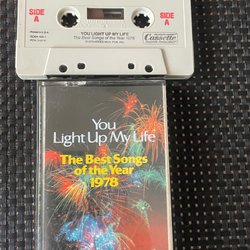 SIDE
A
YOU LIGHT UP MY LIFE
The Best Songs of the Year 1978
Cassette
SIDE
A
You
Light Up My Life
The Best Songs
of the Year
1978